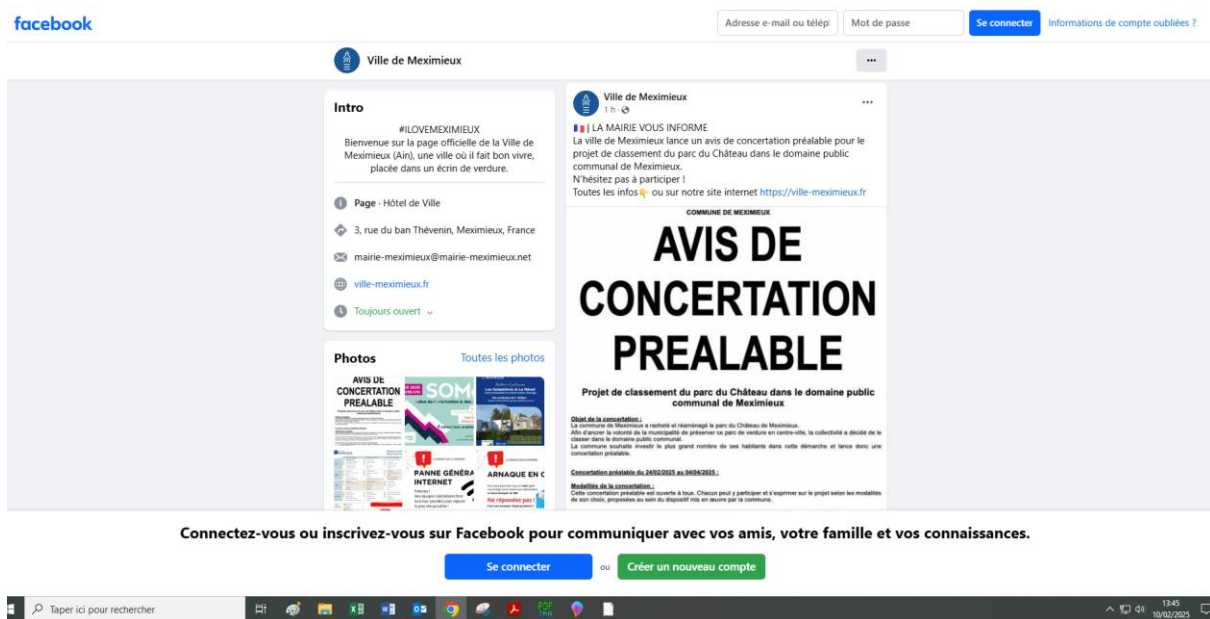 facebook
Adresse e-mail ou télép
Mot de passe
Se connecter
Informations de compte oubliées ?
Ville de Meximieux
Intro
#ILOVEMEXIMIEUX
Bienvenue sur la page officielle de la Ville de
Meximieux (Ain), une ville où il fait bon vivre,
placée dans un écrin de verdure.
Page · Hôtel de Ville
3, rue du ban Thévenin, Meximieux, France
mairie-meximieux@mairie-meximieux.net
ville-meximieux.fr
Toujours ouvert
Photos
Toutes les photos
AVIS DE
CONCERTATION
PREALABLE
SOM
PANNE GÉNÉRA
INTERNET
ARNAQUE EN C
Ne répondez pas !
Ville de Meximieux
1 h ·
| LA MAIRIE VOUS INFORME
La ville de Meximieux lance un avis de concertation préalable pour le
projet de classement du parc du Château dans le domaine public
communal de Meximieux.
N'hésitez pas à participer !
Toutes les infos👇 ou sur notre site internet https://ville-meximieux.fr
COMMUNE DE MEXIMIEUX
AVIS DE
CONCERTATION
PREALABLE
Projet de classement du parc du Château dans le domaine public
communal de Meximieux
Objet de la concertation :
La commune de Meximieux a racheté et réaménagé le parc du Château de Meximieux.
Afin d'ancrer la volonté de la municipalité de préserver ce parc de verdure en centre-ville, la collectivité a décidé de le
classer dans le domaine public communal.
La commune souhaite investir le plus grand nombre de ses habitants dans cette démarche et lance donc une
concertation préalable.
Concertation préalable du 24/02/2025 au 04/04/2025 :
Modalités de la concertation :
Cette concertation préalable est ouverte à tous. Chacun peut y participer et s'exprimer sur le projet selon les modalités
de son choix, proposées au sein du dispositif mis en œuvre par la commune.
Connectez-vous ou inscrivez-vous sur Facebook pour communiquer avec vos amis, votre famille et vos connaissances.
Se connecter
ou
Créer un nouveau compte
Taper ici pour rechercher
13:45
10/02/2025